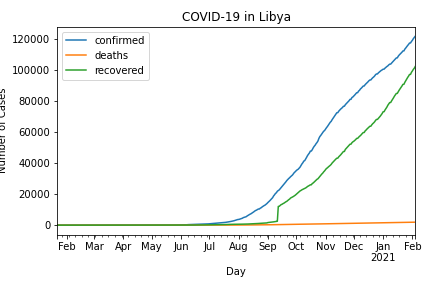 COVID-19 in Libya
confirmed
deaths
recovered
120000
100000
80000
60000
40000
20000
0
Number of Cases
Feb Mar Apr May Jun Jul Aug Sep Oct Nov Dec Jan Feb
2021
Day